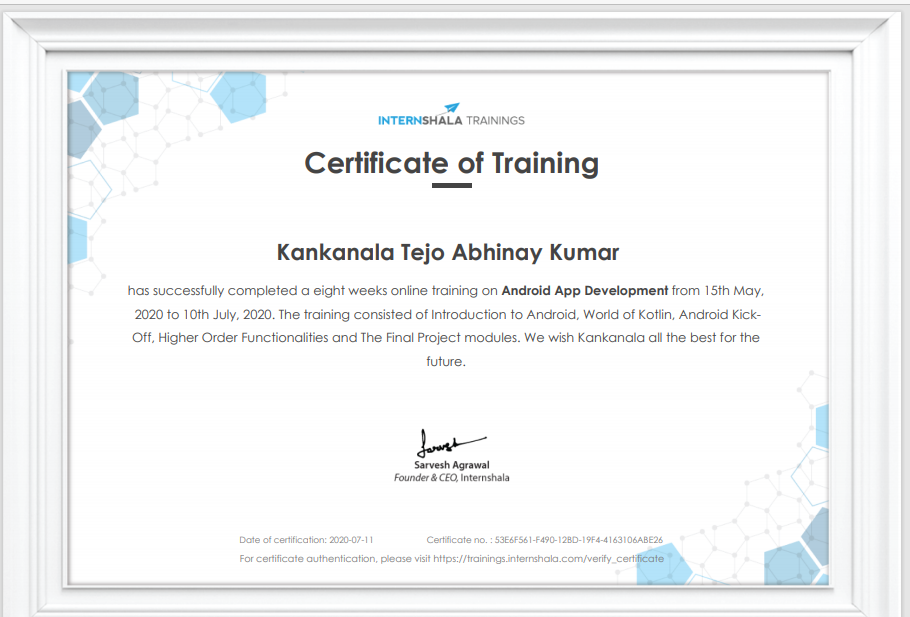 INTERNSHALA TRAININGS
Certificate of Training
Kankanala Tejo Abhinay Kumar
has successfully completed a eight weeks online training on Android App Development from 15th May,
2020 to 10th July, 2020. The training consisted of Introduction to Android, World of Kotlin, Android Kick-
Off, Higher Order Functionalities and The Final Project modules. We wish Kankanala all the best for the
future.
Sarvesh
Sarvesh Agrawal
Founder & CEO, Internshala
Date of certification: 2020-07-11 Certificate no. : 53E6F561-F490-12BD-19F4-4163106ABE26
For certificate authentication, please visit https://trainings.internshala.com/verify_certificate